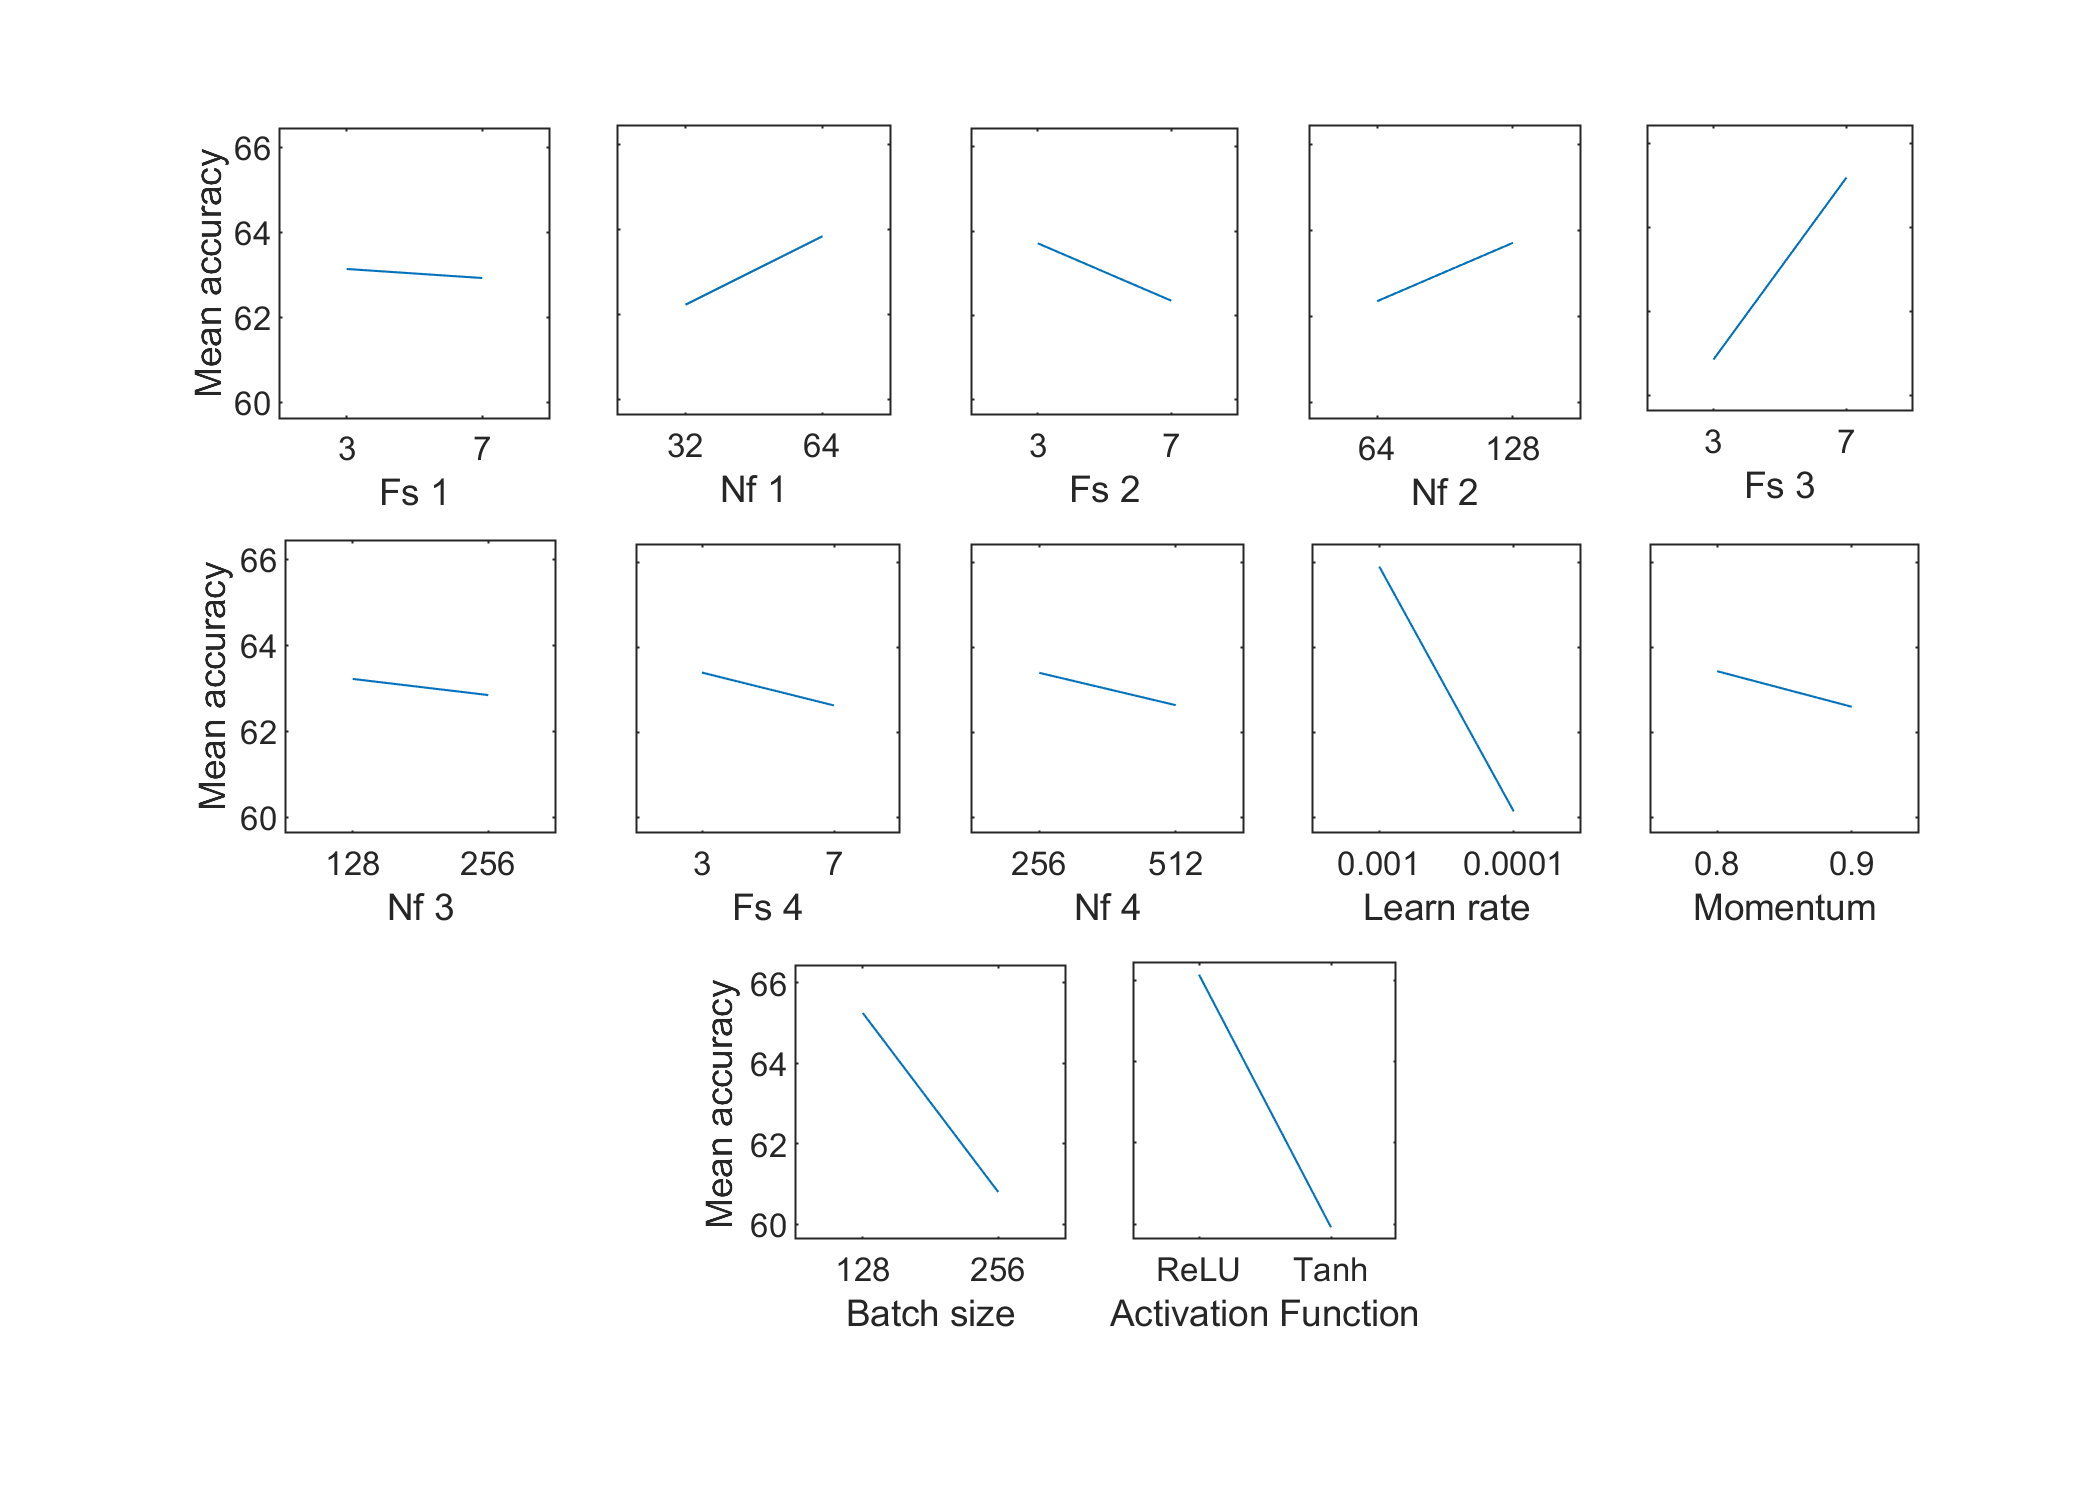 Mean accuracy
66
64
62
60
3 7
Fs 1
32 64
Nf 1
3 7
Fs 2
64 128
Nf 2
3 7
Fs 3
Mean accuracy
66
64
62
60
128 256
Nf 3
3 7
Fs 4
256 512
Nf 4
0.001 0.0001
Learn rate
0.8 0.9
Momentum
Mean accuracy
66
64
62
60
128 256
Batch size
ReLU Tanh
Activation Function